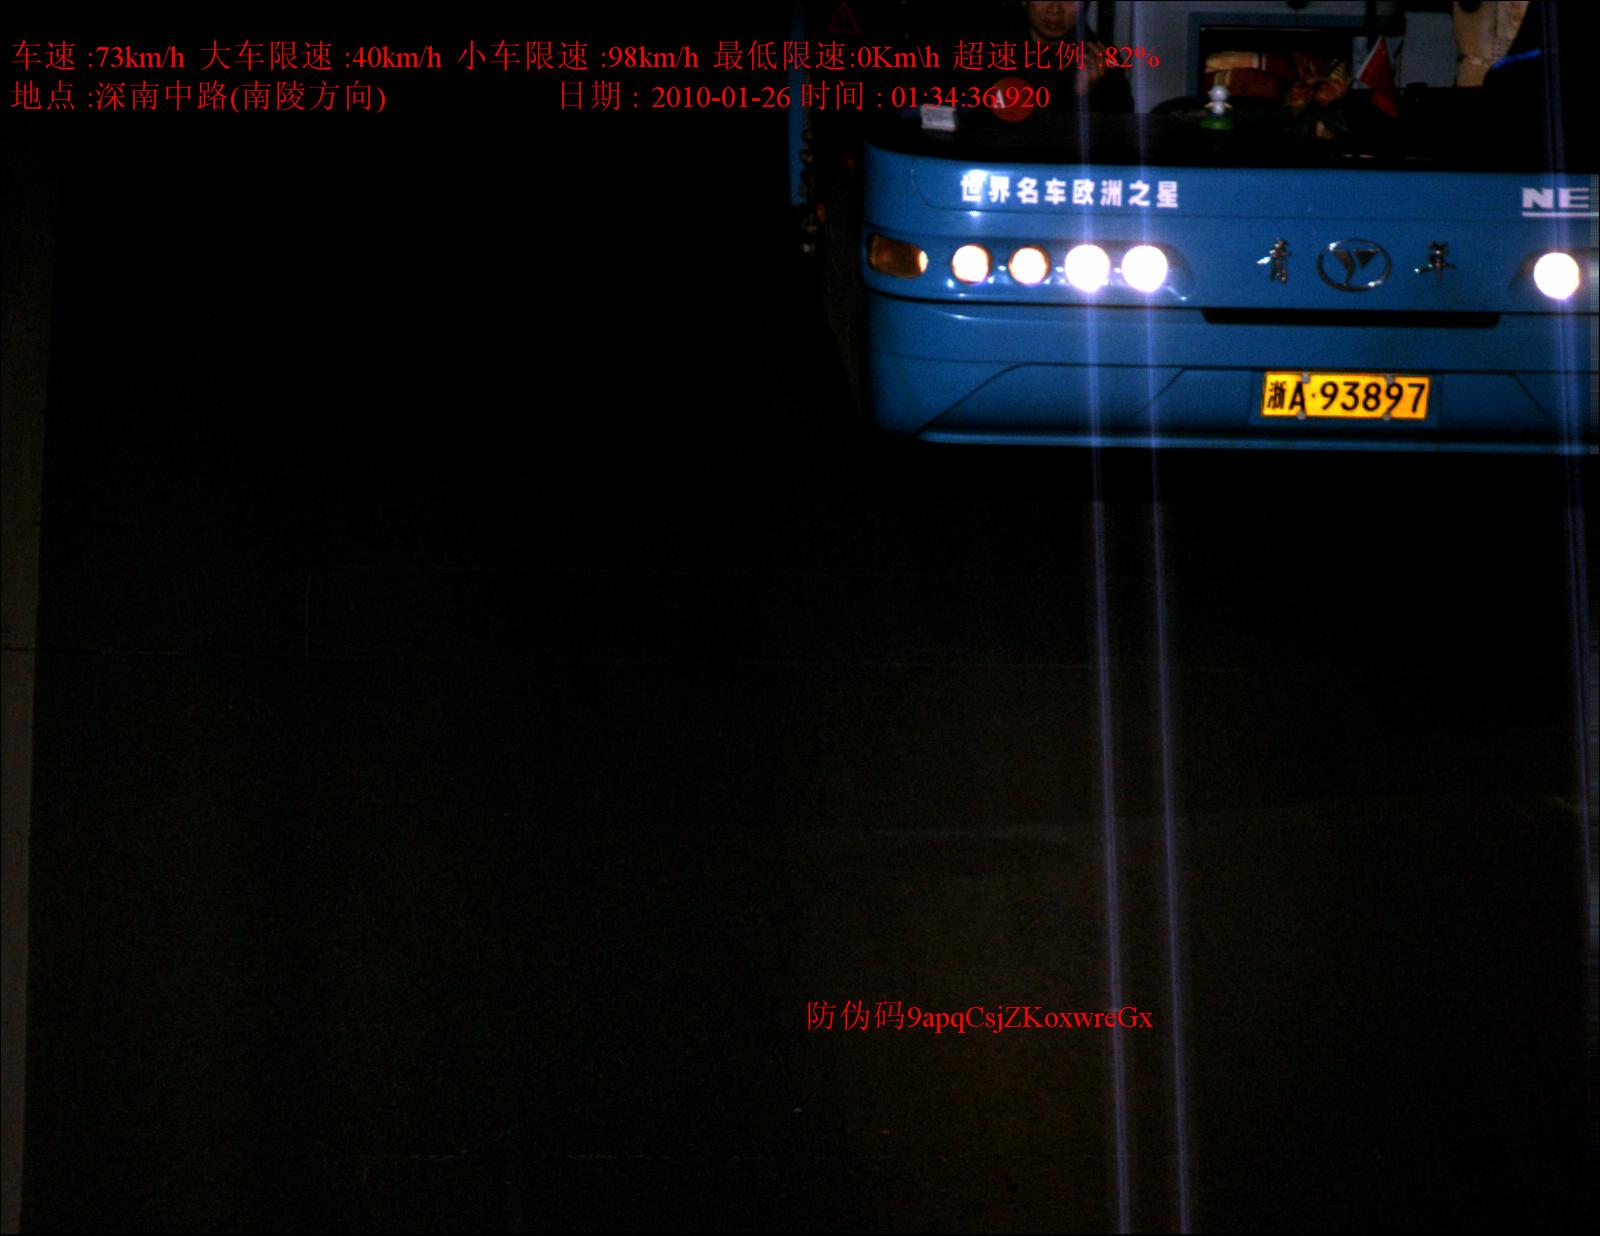 车速 :73km/h 大车限速 :40km/h 小车限速 :98km/h 最低限速:0Km\h 超速比例 :82%
地点 :深南中路(南陵方向) 日期 : 2010-01-26 时间 : 01:34:36.920
A
世界名车欧洲之星
NE
青年
浙A·93897
防伪码9apqCsjZKoxwreGx